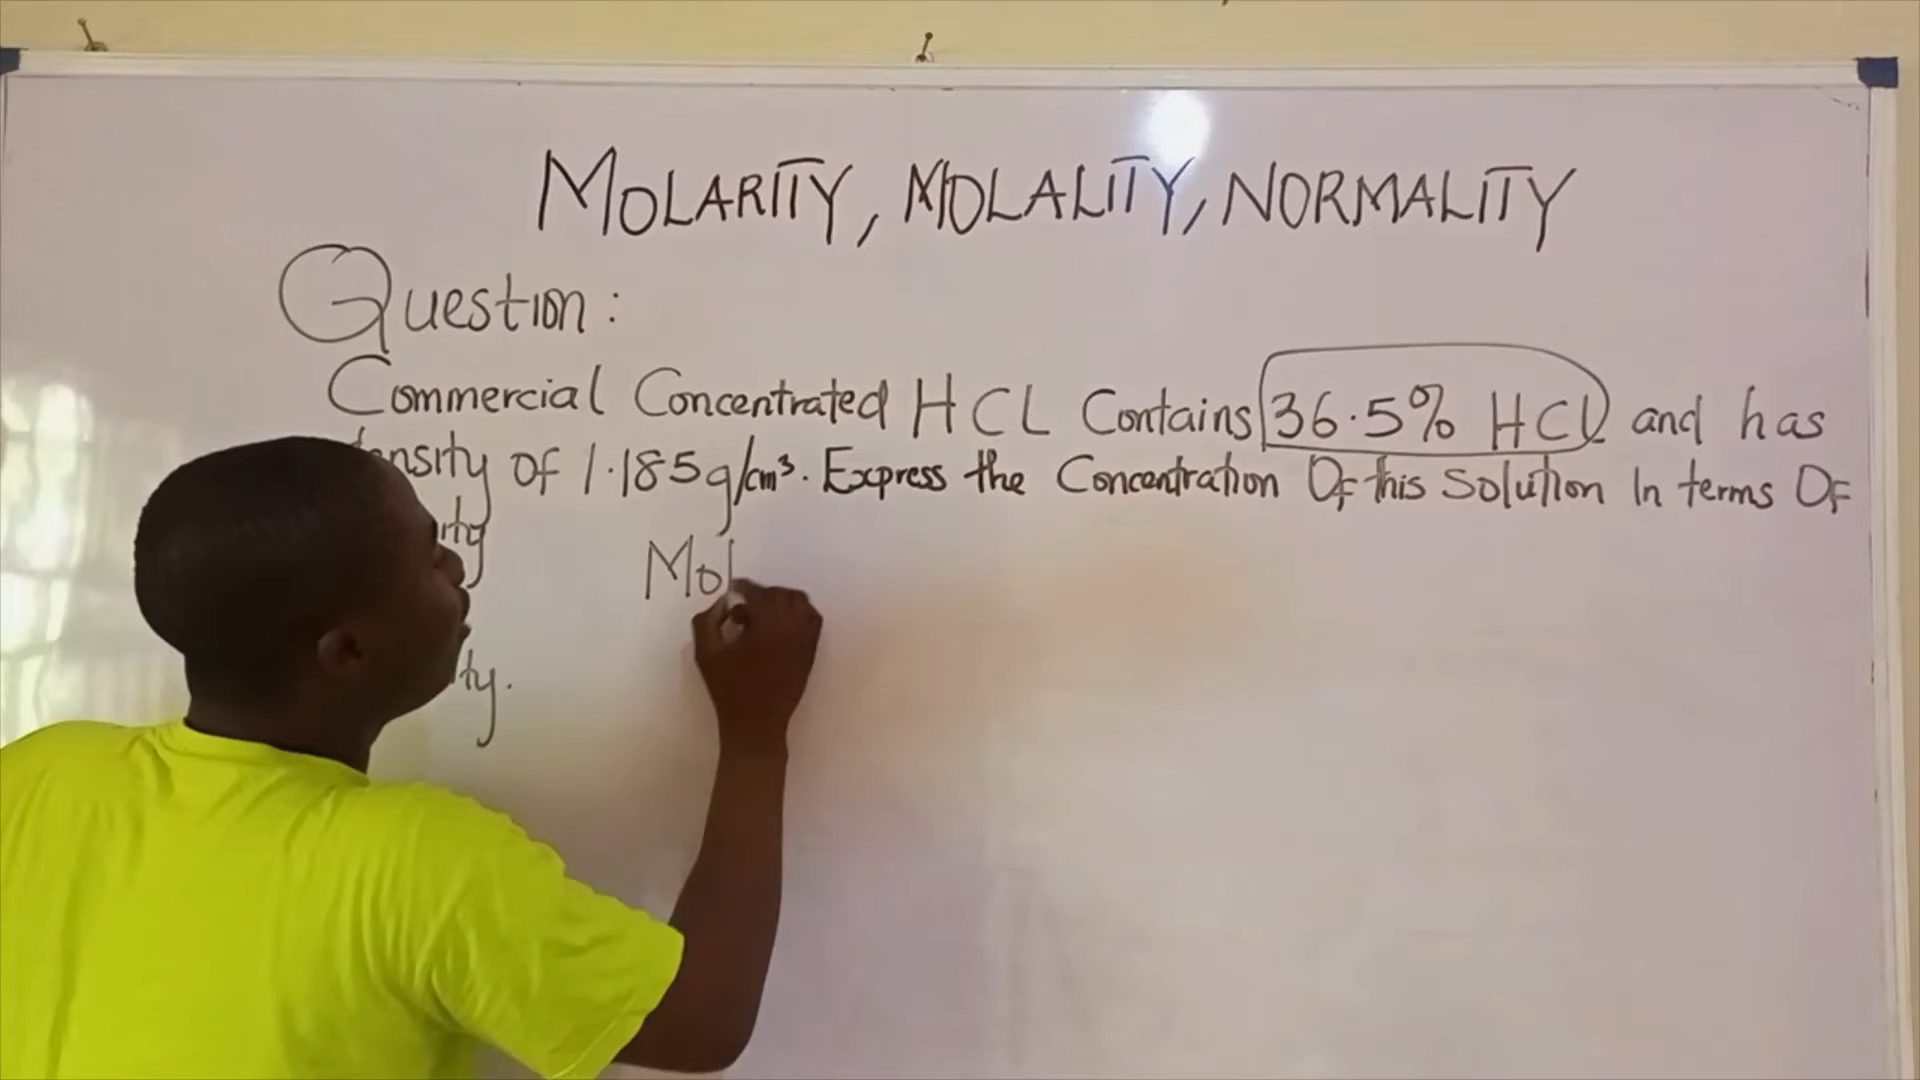 MOLARITY, MOLALITY, NORMALITY
Question:
Commercial Concentrated HCL Contains 36.5% HCl and has
of 1.185g/cm³. Express the Concentration Of this Solution In terms Of
Mol